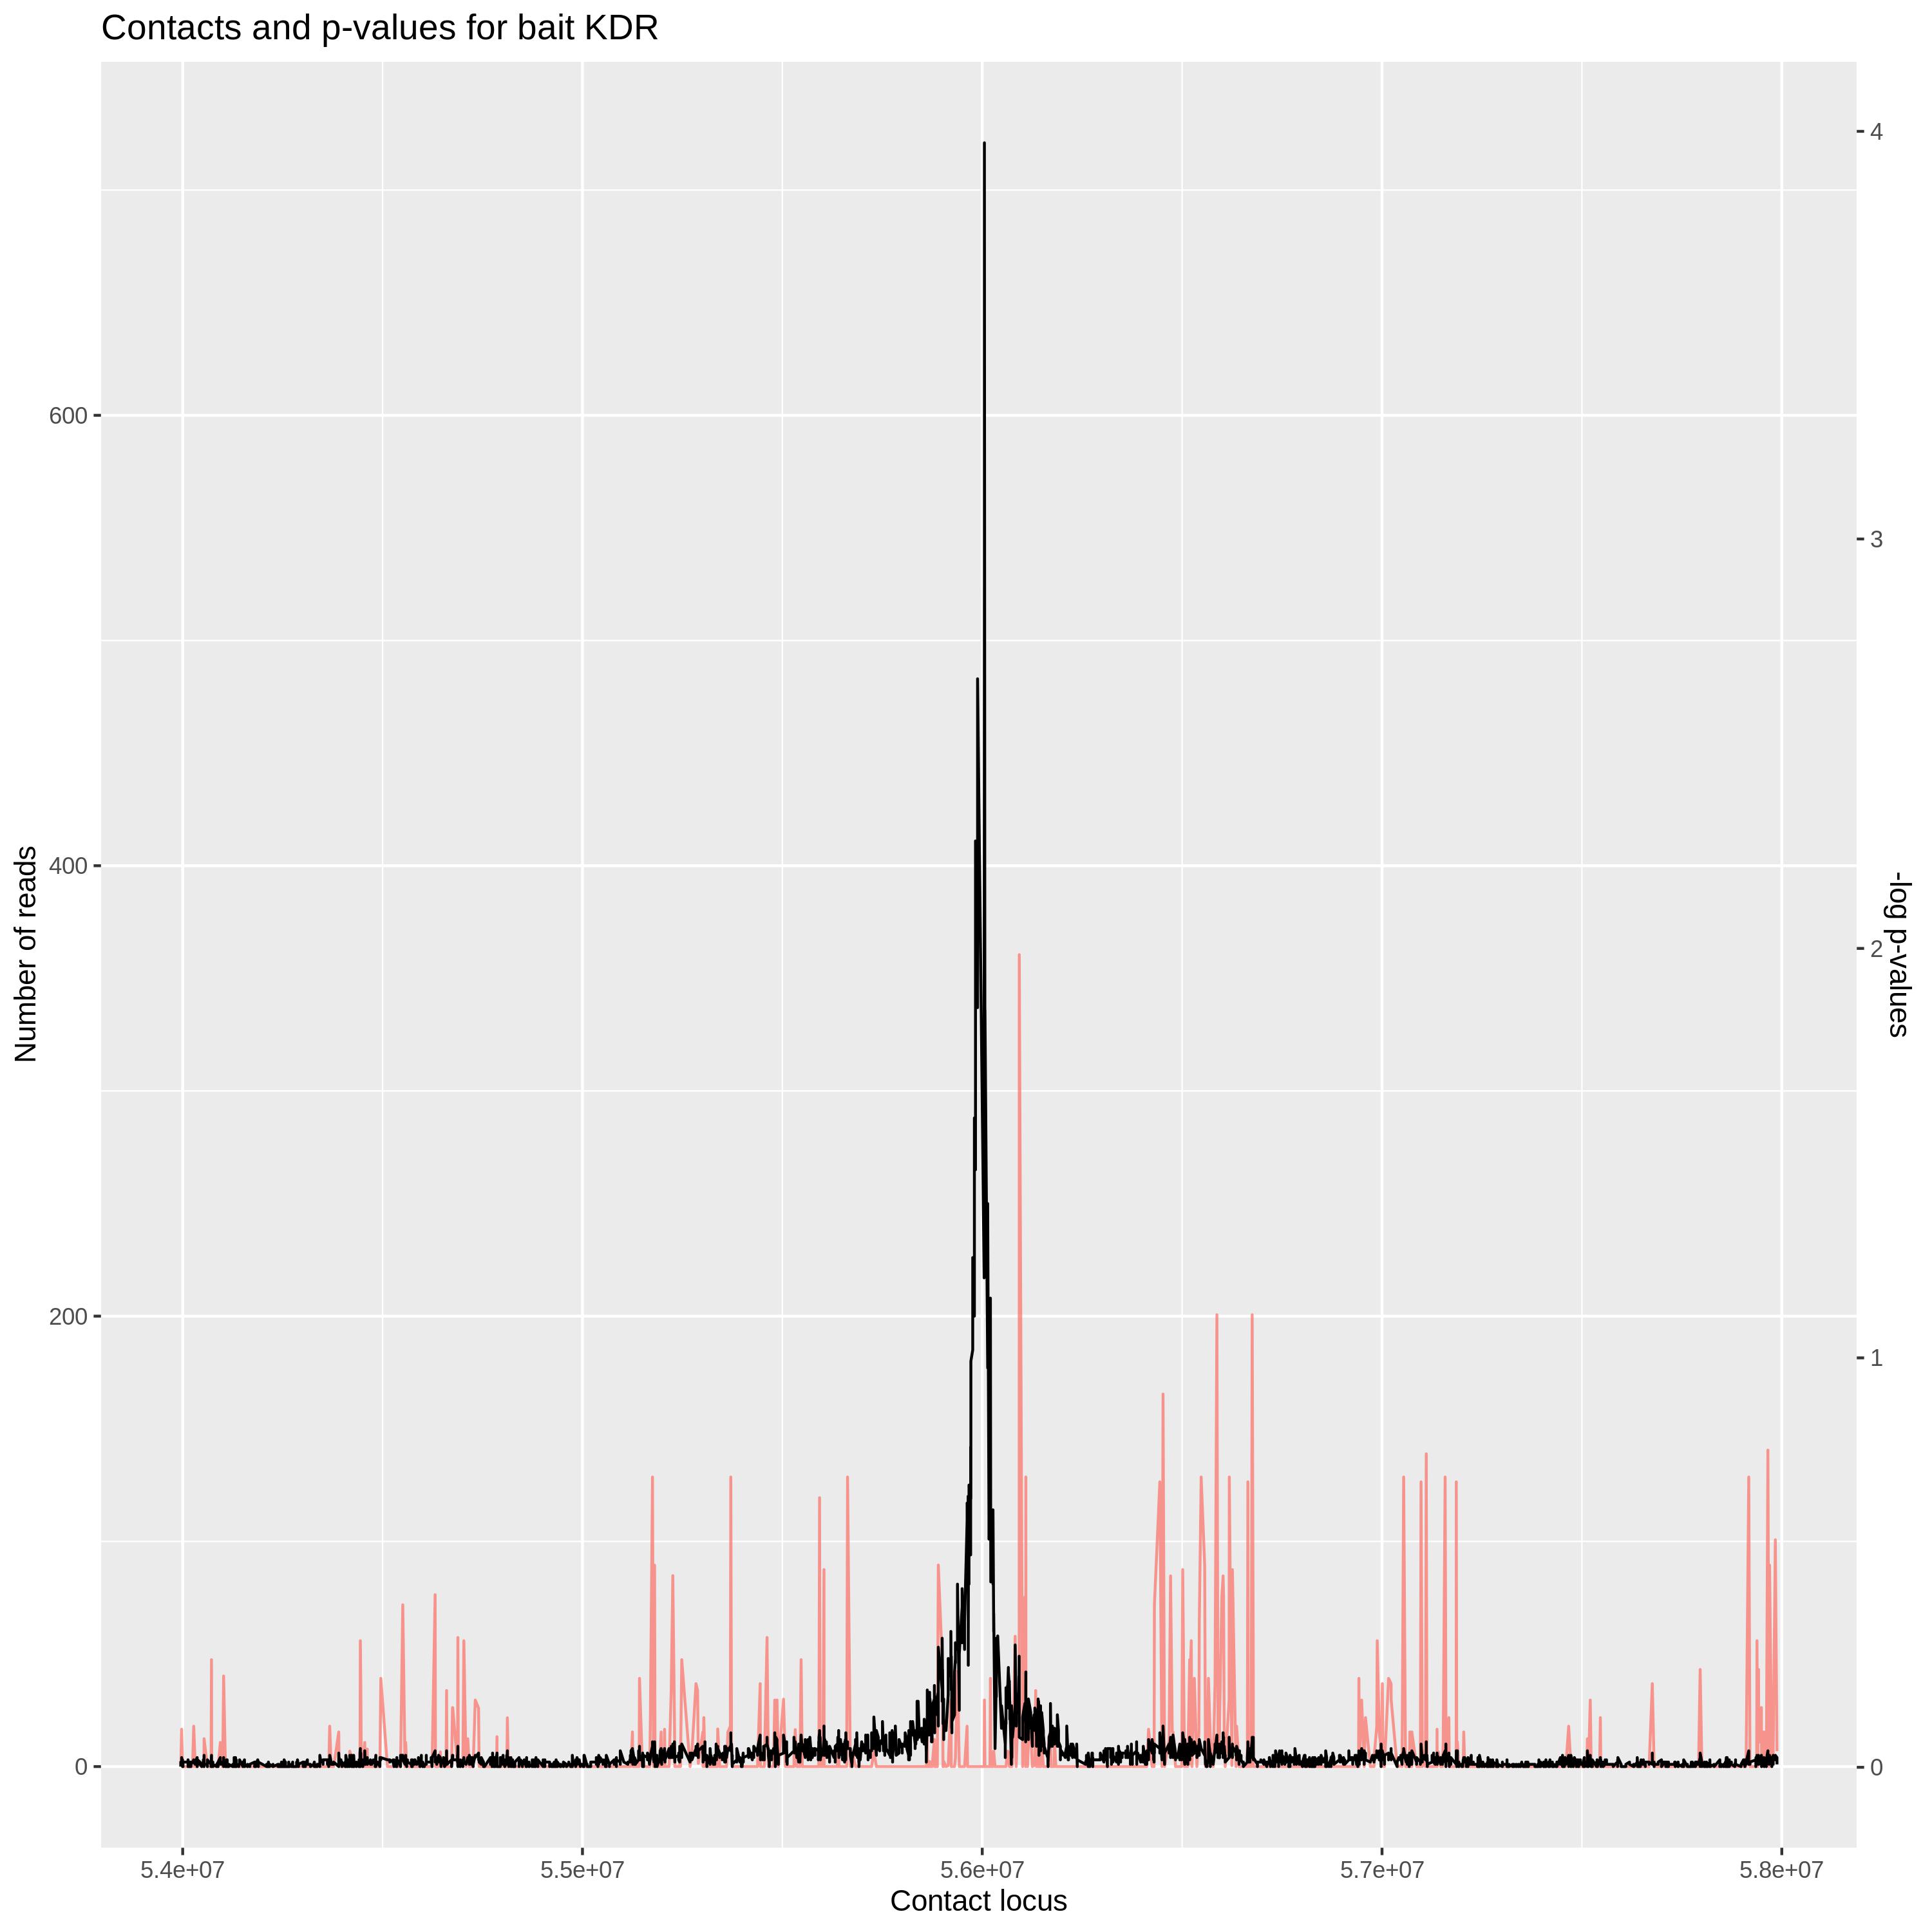 Contacts and p-values for bait KDR
Number of reads
600
400
200
0
4
3
2
1
0
-log p-values
5.4e+07
5.5e+07
5.6e+07
5.7e+07
5.8e+07
Contact locus